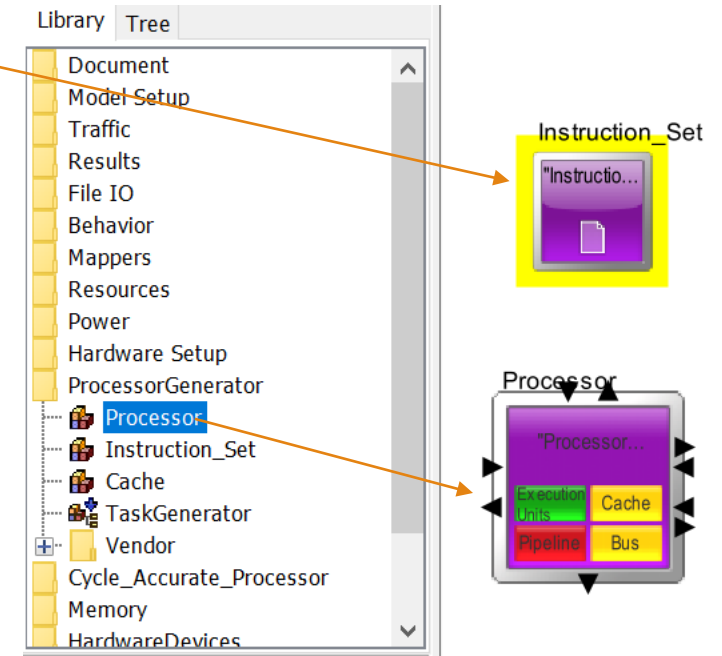 Library Tree
Document
Model Setup
Traffic
Results
File IO
Behavior
Mappers
Resources
Power
Hardware Setup
ProcessorGenerator
Processor
Instruction_Set
Cache
TaskGenerator
Vendor
Cycle_Accurate_Processor
Memory
HardwareDevices
Instruction_Set
"Instructio...
Processor
"Processor...
Execution Units
Cache
Pipeline
Bus